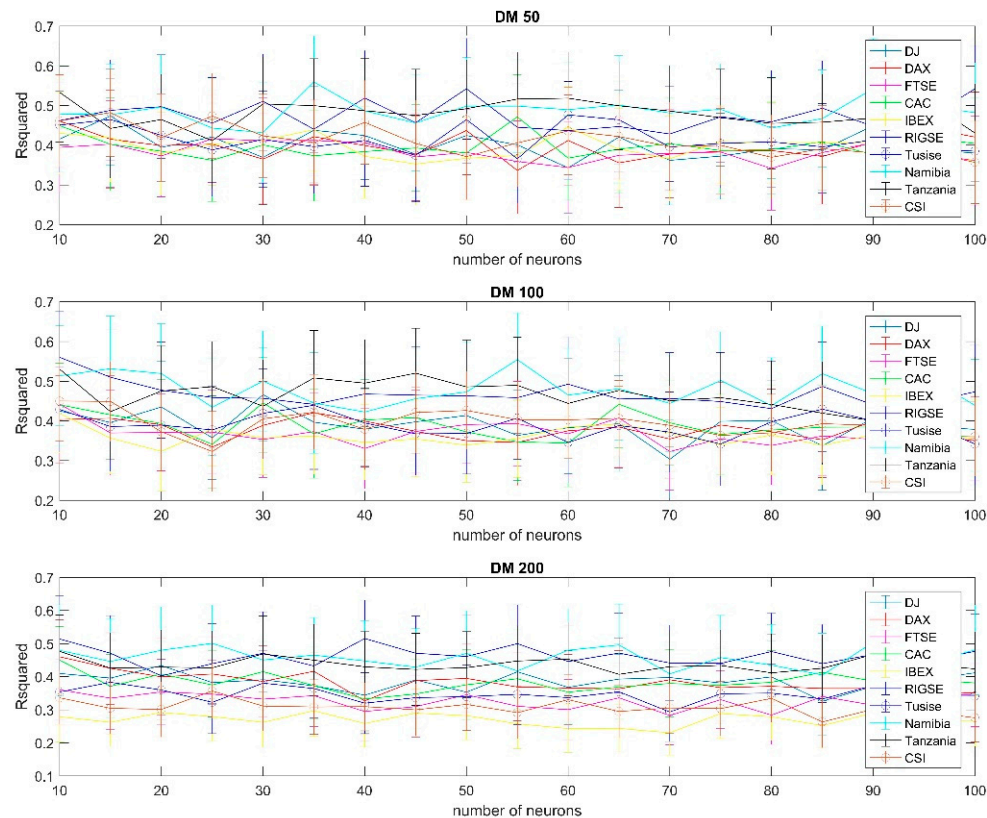 DM 50
0.7
0.6
0.5
0.4
0.3
0.2
Rsquared
10 20 30 40 50 60 70 80 90 100
number of neurons
DJ
DAX
FTSE
CAC
IBEX
RIGSE
Tusise
Namibia
Tanzania
CSI
DM 100
0.7
0.6
0.5
0.4
0.3
0.2
Rsquared
10 20 30 40 50 60 70 80 90 100
number of neurons
DJ
DAX
FTSE
CAC
IBEX
RIGSE
Tusise
Namibia
Tanzania
CSI
DM 200
0.7
0.6
0.5
0.4
0.3
0.2
0.1
Rsquared
10 20 30 40 50 60 70 80 90 100
number of neurons
DJ
DAX
FTSE
CAC
IBEX
RIGSE
Tusise
Namibia
Tanzania
CSI